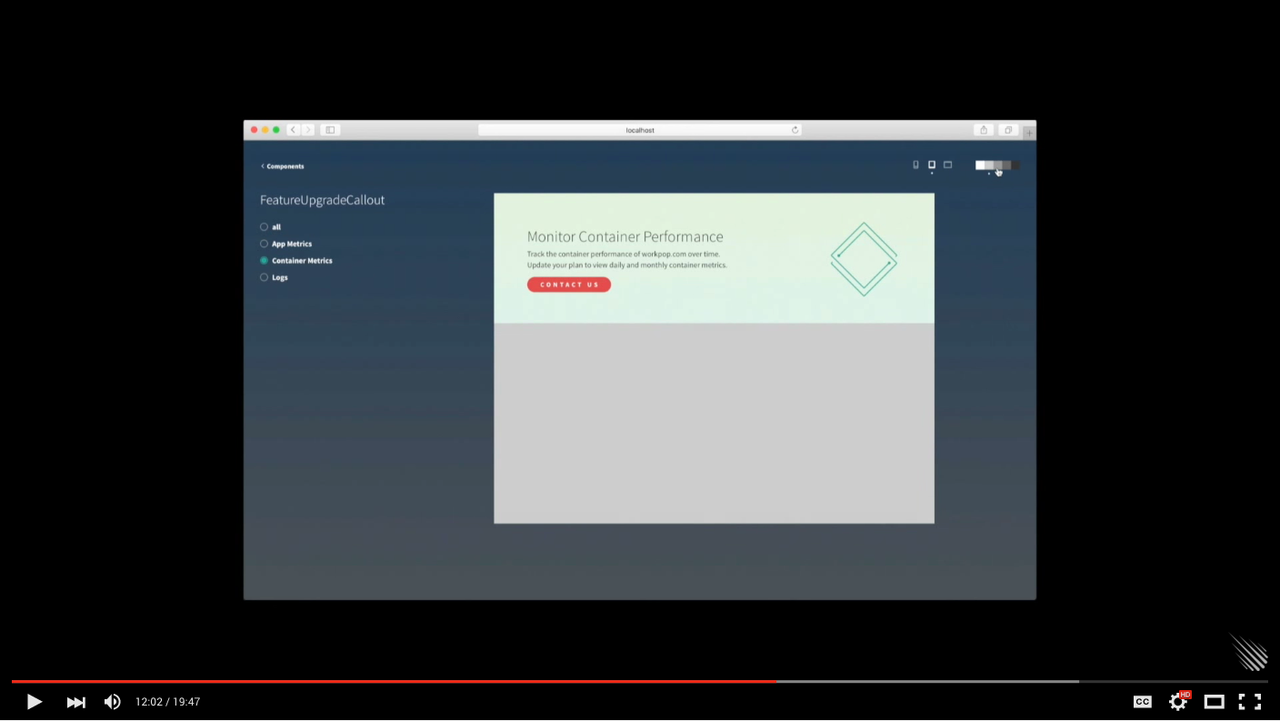 localhost
Components
FeatureUpgradeCallout
all
App Metrics
Container Metrics
Logs
Monitor Container Performance
Track the container performance of workpop.com over time.
Update your plan to view daily and monthly container metrics.
CONTACT US
12:02 / 19:47
CC
HD